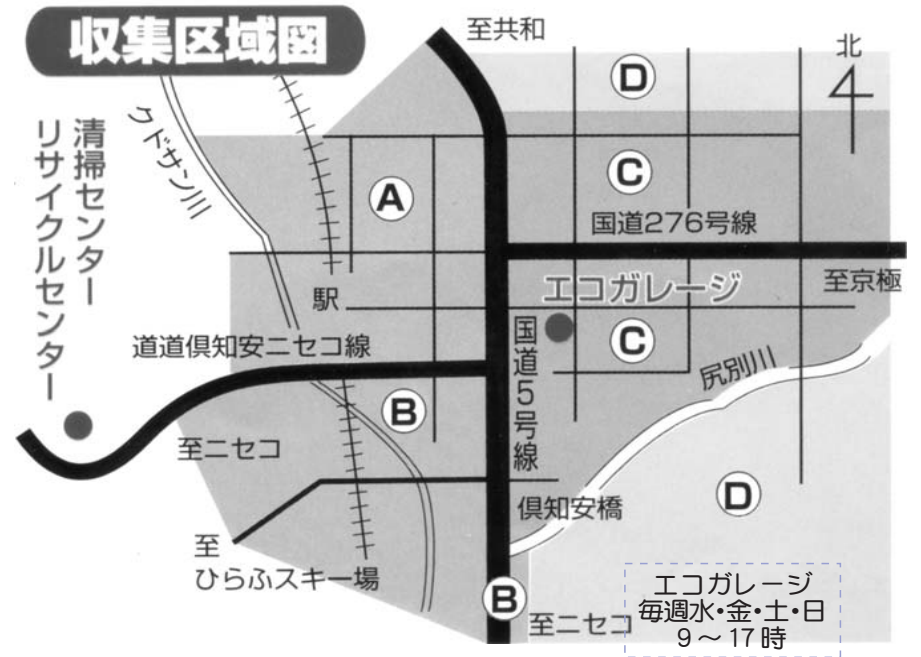 収集区域図
至共和
北
D
クドサン川
清掃センター
リサイクルセンター
A
C
国道276号線
駅
エコガレージ
至京極
道道倶知安ニセコ線
国道5号線
C
尻別川
B
至ニセコ
D
倶知安橋
至
ひらふスキー場
B
至ニセコ
エコガレージ
毎週水・金・土・日
9～17時